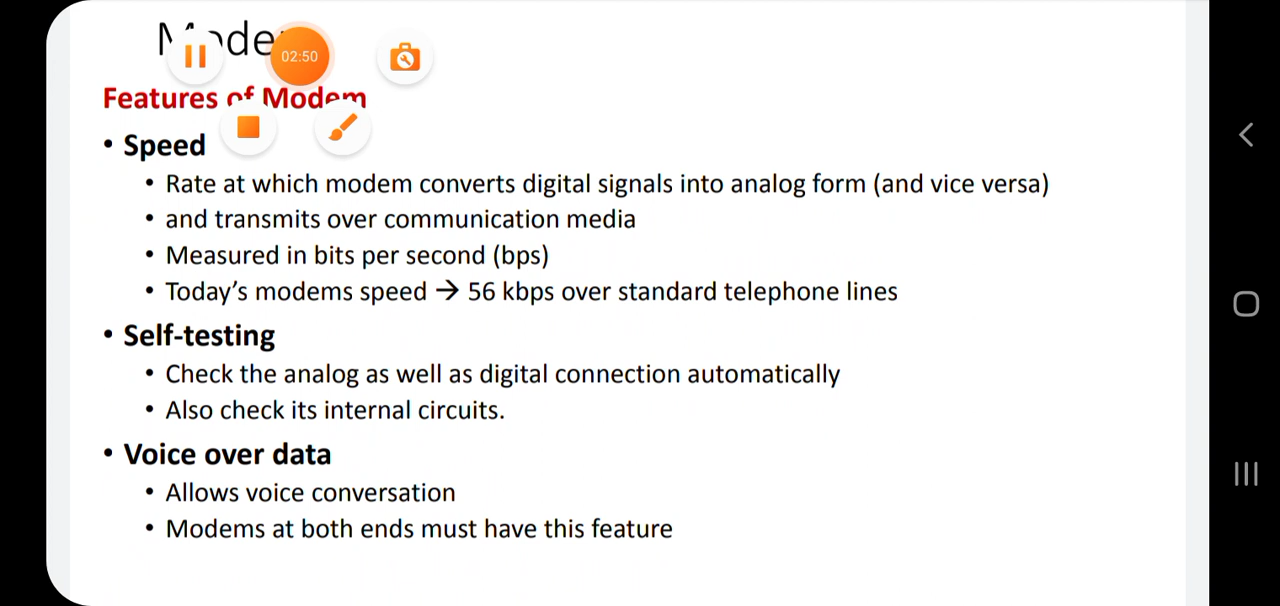 02:50
Features of Modem
• Speed
• Rate at which modem converts digital signals into analog form (and vice versa)
• and transmits over communication media
• Measured in bits per second (bps)
• Today’s modems speed → 56 kbps over standard telephone lines
• Self-testing
• Check the analog as well as digital connection automatically
• Also check its internal circuits.
• Voice over data
• Allows voice conversation
• Modems at both ends must have this feature